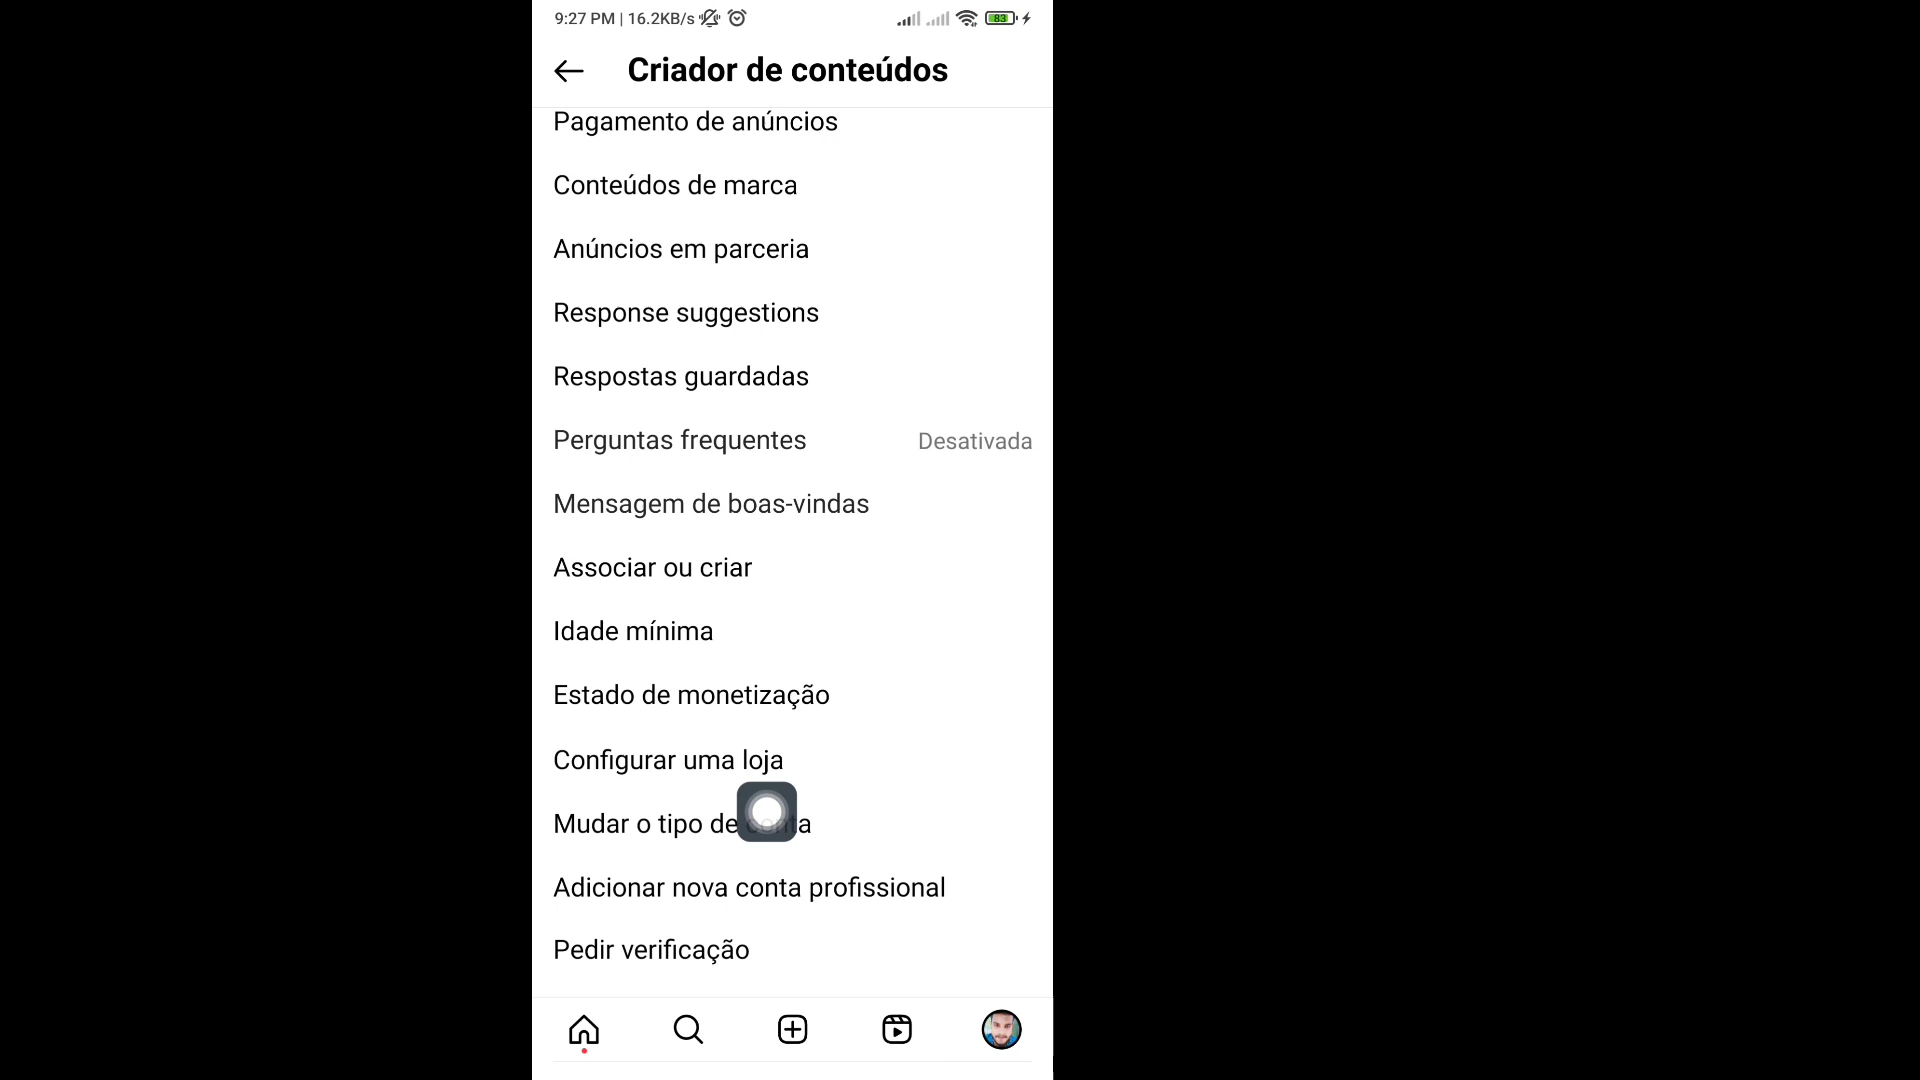 9:27 PM | 16.2KB/s
83
Criador de conteúdos
Pagamento de anúncios
Conteúdos de marca
Anúncios em parceria
Response suggestions
Respostas guardadas
Perguntas frequentes Desativada
Mensagem de boas-vindas
Associar ou criar
Idade mínima
Estado de monetização
Configurar uma loja
Mudar o tipo de conta
Adicionar nova conta profissional
Pedir verificação